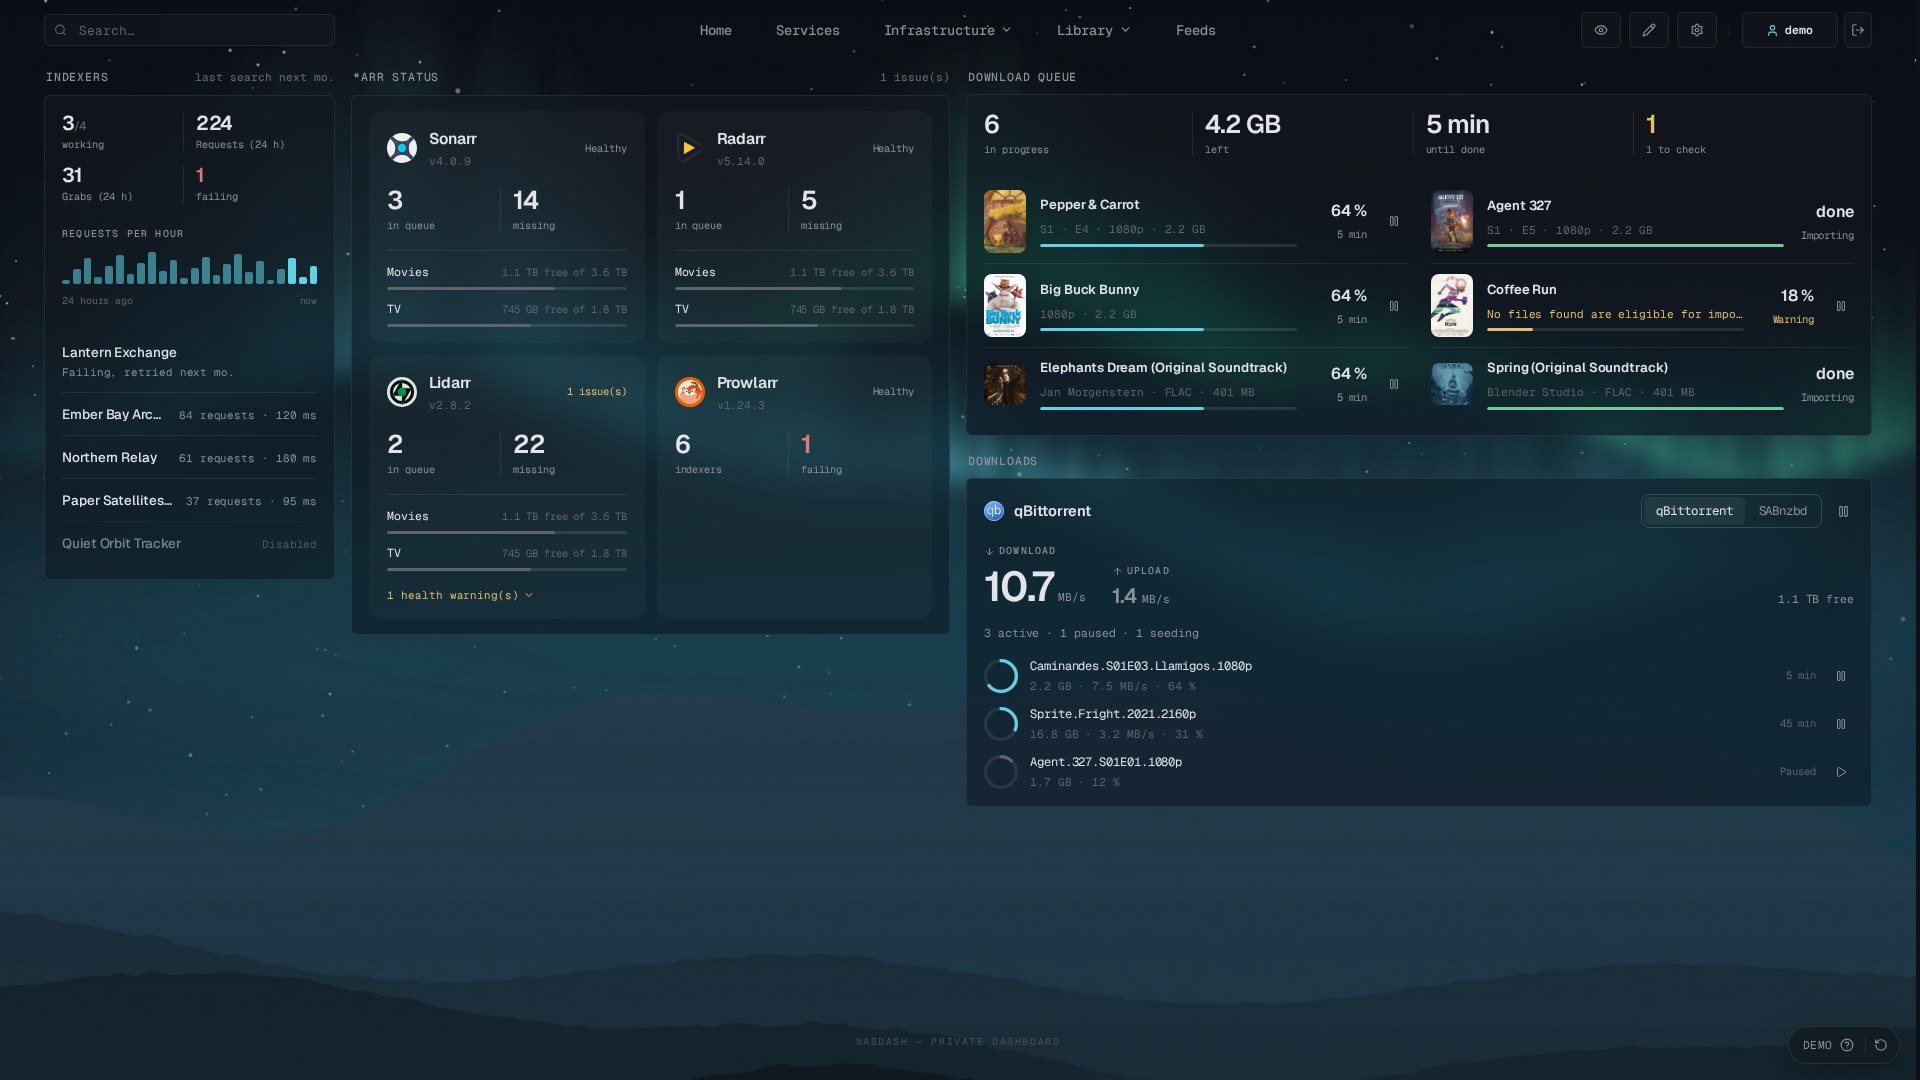 Search…
Home
Services
Infrastructure
Library
Feeds
demo
INDEXERS
last search next mo.
3/4
working
224
Requests (24 h)
31
Grabs (24 h)
1
failing
REQUESTS PER HOUR
24 hours ago
now
Lantern Exchange
Failing, retried next mo.
Ember Bay Arc…
84 requests · 120 ms
Northern Relay
61 requests · 180 ms
Paper Satellites…
37 requests · 95 ms
Quiet Orbit Tracker
Disabled
*ARR STATUS
1 issue(s)
Sonarr
v4.0.9
Healthy
3
in queue
14
missing
Movies
1.1 TB free of 3.6 TB
TV
745 GB free of 1.8 TB
Radarr
v5.14.0
Healthy
1
in queue
5
missing
Movies
1.1 TB free of 3.6 TB
TV
745 GB free of 1.8 TB
Lidarr
v2.8.2
1 issue(s)
2
in queue
22
missing
Movies
1.1 TB free of 3.6 TB
TV
745 GB free of 1.8 TB
1 health warning(s)
Prowlarr
v1.24.3
Healthy
6
indexers
1
failing
DOWNLOAD QUEUE
6
in progress
4.2 GB
left
5 min
until done
1
1 to check
Pepper & Carrot
S1 · E4 · 1080p · 2.2 GB
64 %
5 min
AGENT 327
Agent 327
S1 · E5 · 1080p · 2.2 GB
done
Importing
Big Buck
BUNNY
Big Buck Bunny
1080p · 2.2 GB
64 %
5 min
RUN
Coffee Run
No files found are eligible for impo…
18 %
Warning
Elephants Dream (Original Soundtrack)
Jan Morgenstern · FLAC · 401 MB
64 %
5 min
SPRING
Spring (Original Soundtrack)
Blender Studio · FLAC · 401 MB
done
Importing
DOWNLOADS
qb
qBittorrent
qBittorrent
SABnzbd
DOWNLOAD
10.7 MB/s
UPLOAD
1.4 MB/s
1.1 TB free
3 active · 1 paused · 1 seeding
Caminandes.S01E03.Llamigos.1080p
2.2 GB · 7.5 MB/s · 64 %
5 min
Sprite.Fright.2021.2160p
16.8 GB · 3.2 MB/s · 31 %
45 min
Agent.327.S01E01.1080p
1.7 GB · 12 %
Paused
NASDASH — PRIVATE DASHBOARD
DEMO